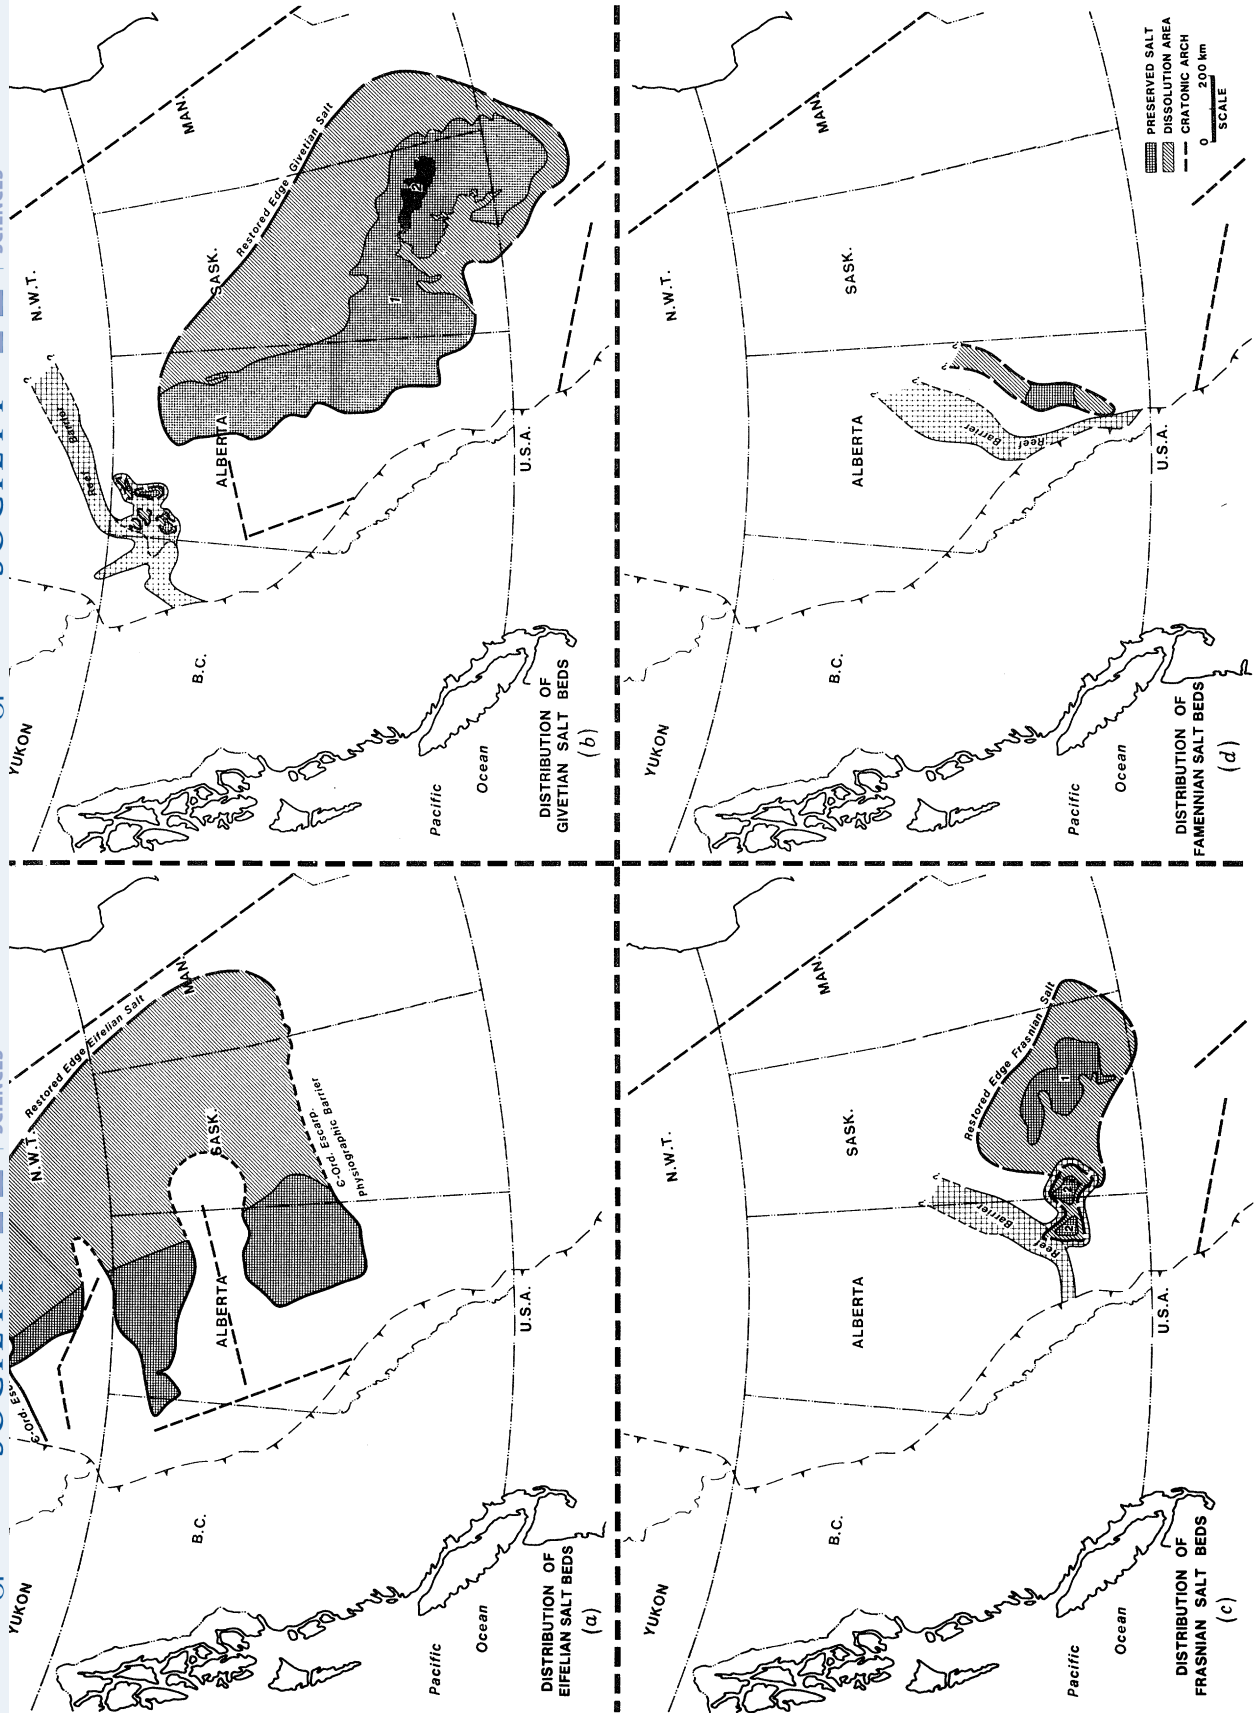 YUKON
N.W.T.
B.C.
ALBERTA
SASK.
MAN.
Restored Edge Eifelian Salt
Є-Ord. Esc
Є-Ord. Escarp.
Physiographic Barrier
U.S.A.
Pacific
Ocean
DISTRIBUTION OF
EIFELIAN SALT BEDS
(a)
YUKON
N.W.T.
B.C.
ALBERTA
SASK.
MAN.
Reef Barrier
Restored Edge Givetian Salt
1
2
U.S.A.
Pacific
Ocean
DISTRIBUTION OF
GIVETIAN SALT BEDS
(b)
YUKON
N.W.T.
B.C.
ALBERTA
SASK.
MAN.
Reef Barrier
Restored Edge Frasnian Salt
1
2
2
U.S.A.
Pacific
Ocean
DISTRIBUTION OF
FRASNIAN SALT BEDS
(c)
YUKON
N.W.T.
B.C.
ALBERTA
SASK.
MAN.
Reef Barrier
?
?
U.S.A.
Pacific
Ocean
DISTRIBUTION OF
FAMENNIAN SALT BEDS
(d)
PRESERVED SALT
DISSOLUTION AREA
CRATONIC ARCH
0 200 km
SCALE